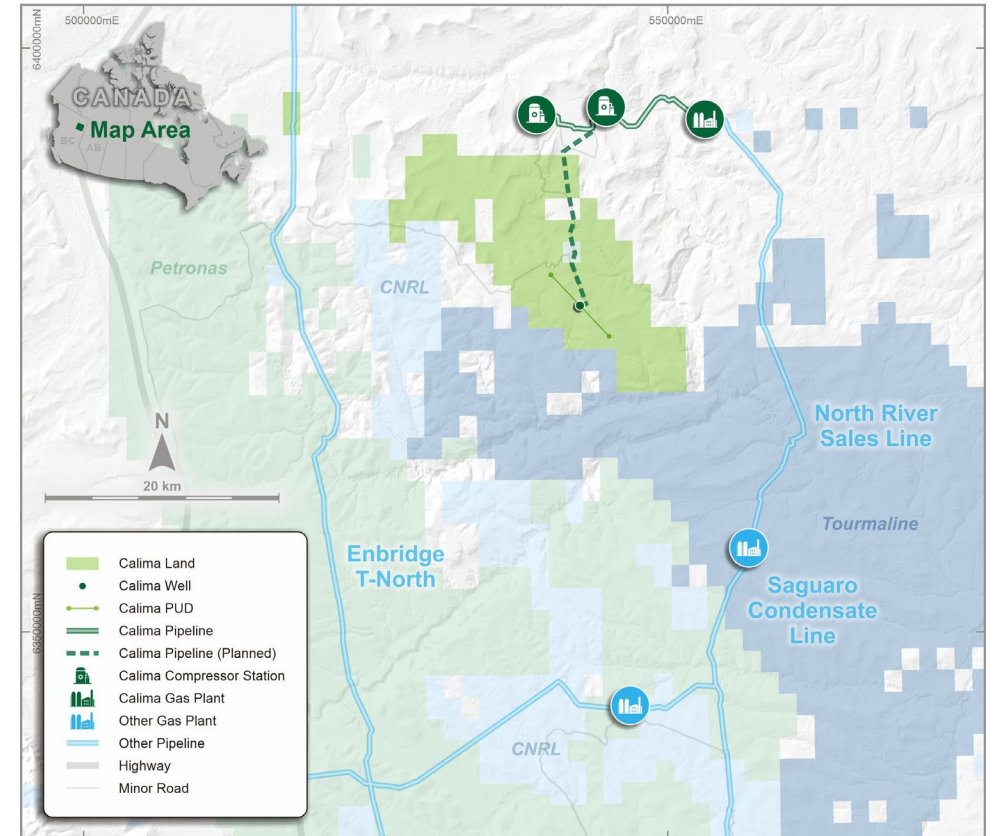 500000mE
550000mE
6400000mN
CANADA
Map Area
BC
AB
Petronas
CNRL
N
20 km
North River
Sales Line
Tourmaline
Enbridge
T-North
Saguaro
Condensate
Line
6350000mN
CNRL
Calima Land
Calima Well
Calima PUD
Calima Pipeline
Calima Pipeline (Planned)
Calima Compressor Station
Calima Gas Plant
Other Gas Plant
Other Pipeline
Highway
Minor Road